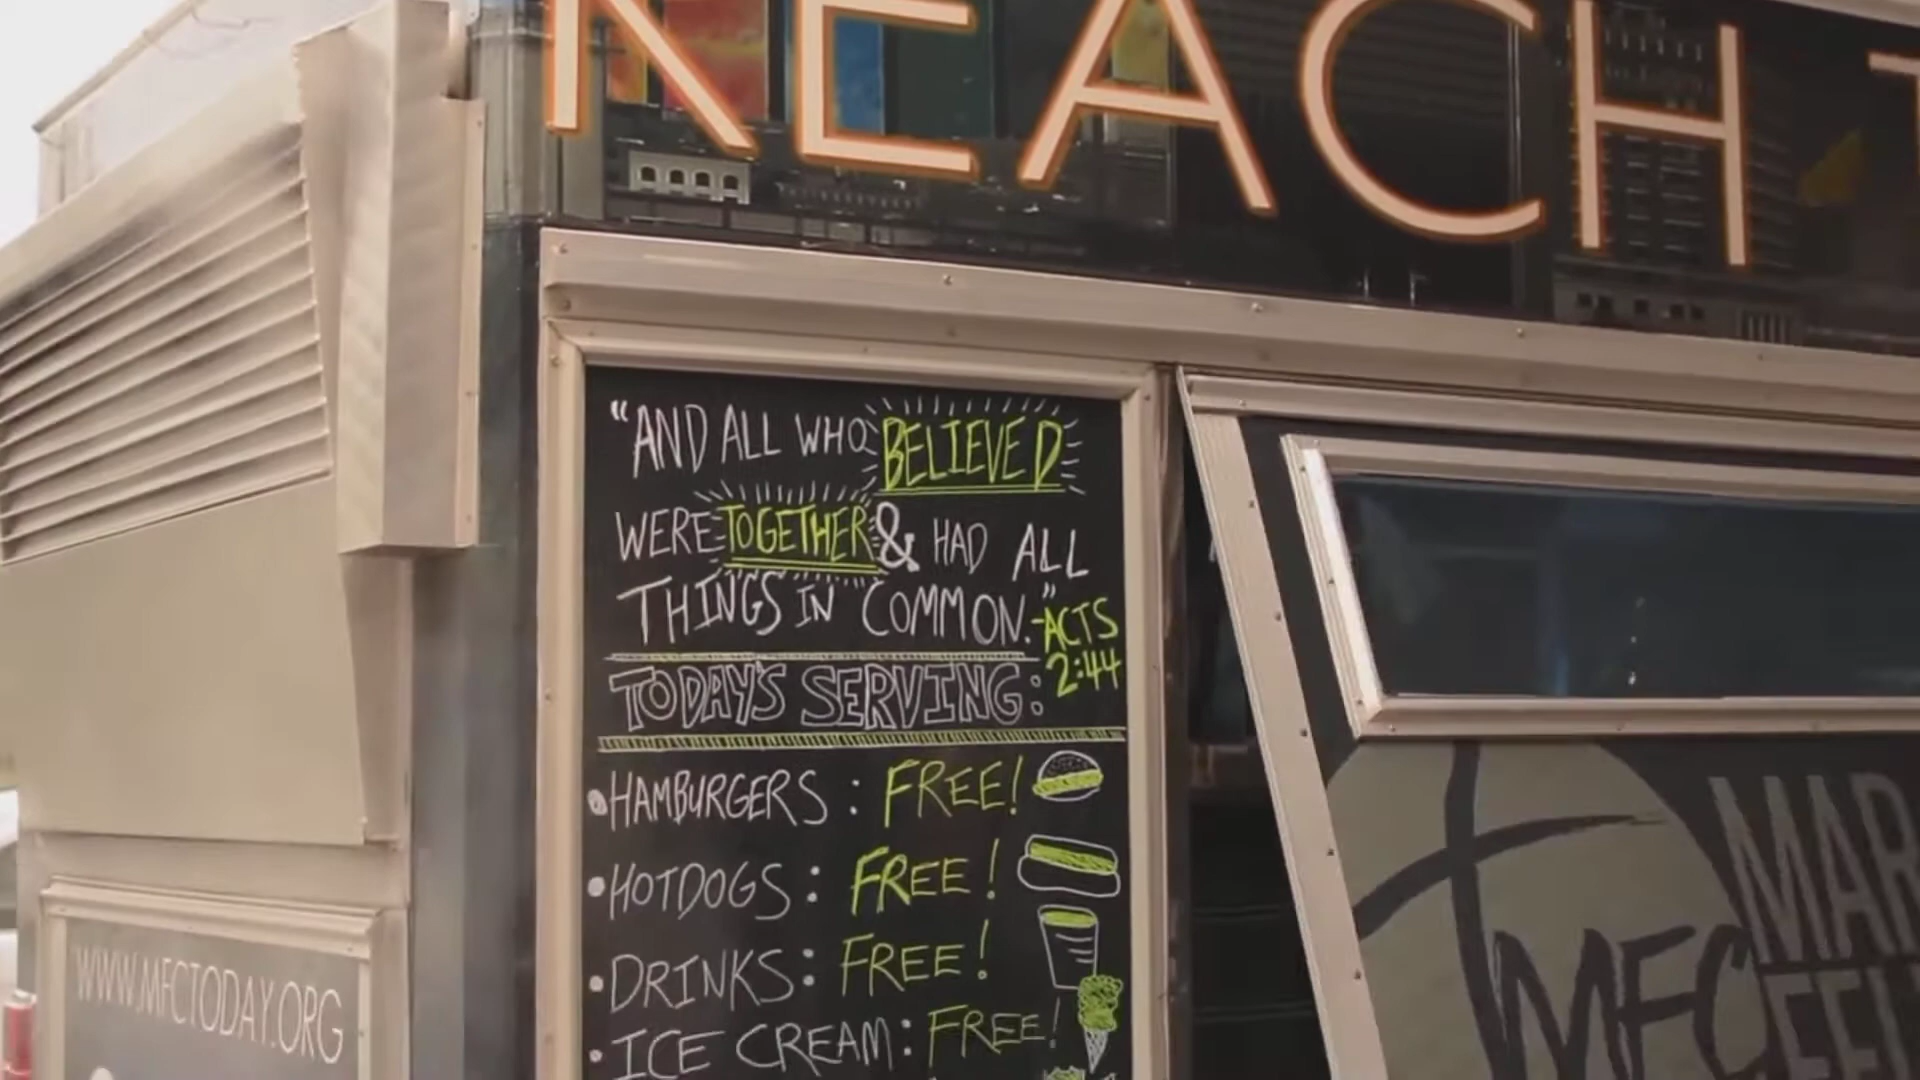 REACH
"AND ALL WHO BELIEVED
WERE TOGETHER & HAD ALL
THINGS IN "COMMON."
-ACTS
2:44
TODAY'S SERVING:
•HAMBURGERS: FREE!
•HOTDOGS: FREE!
•DRINKS: FREE!
•ICE CREAM: FREE!
WWW.MFCTODAY.ORG
MFC